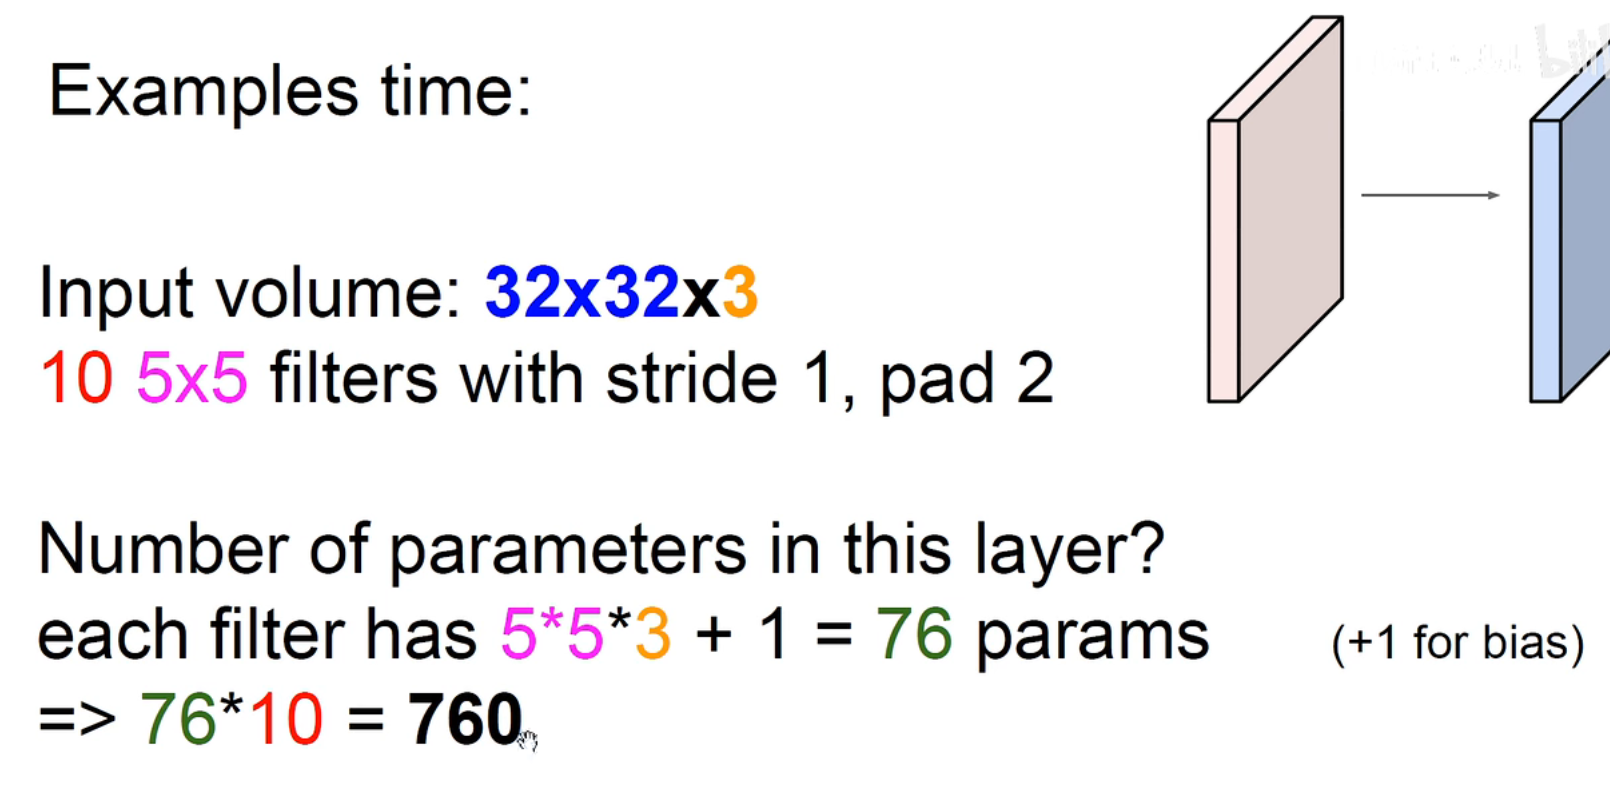 Examples time:
Input volume: 32x32x3
10 5x5 filters with stride 1, pad 2
Number of parameters in this layer?
each filter has 5*5*3 + 1 = 76 params (+1 for bias)
=> 76*10 = 760